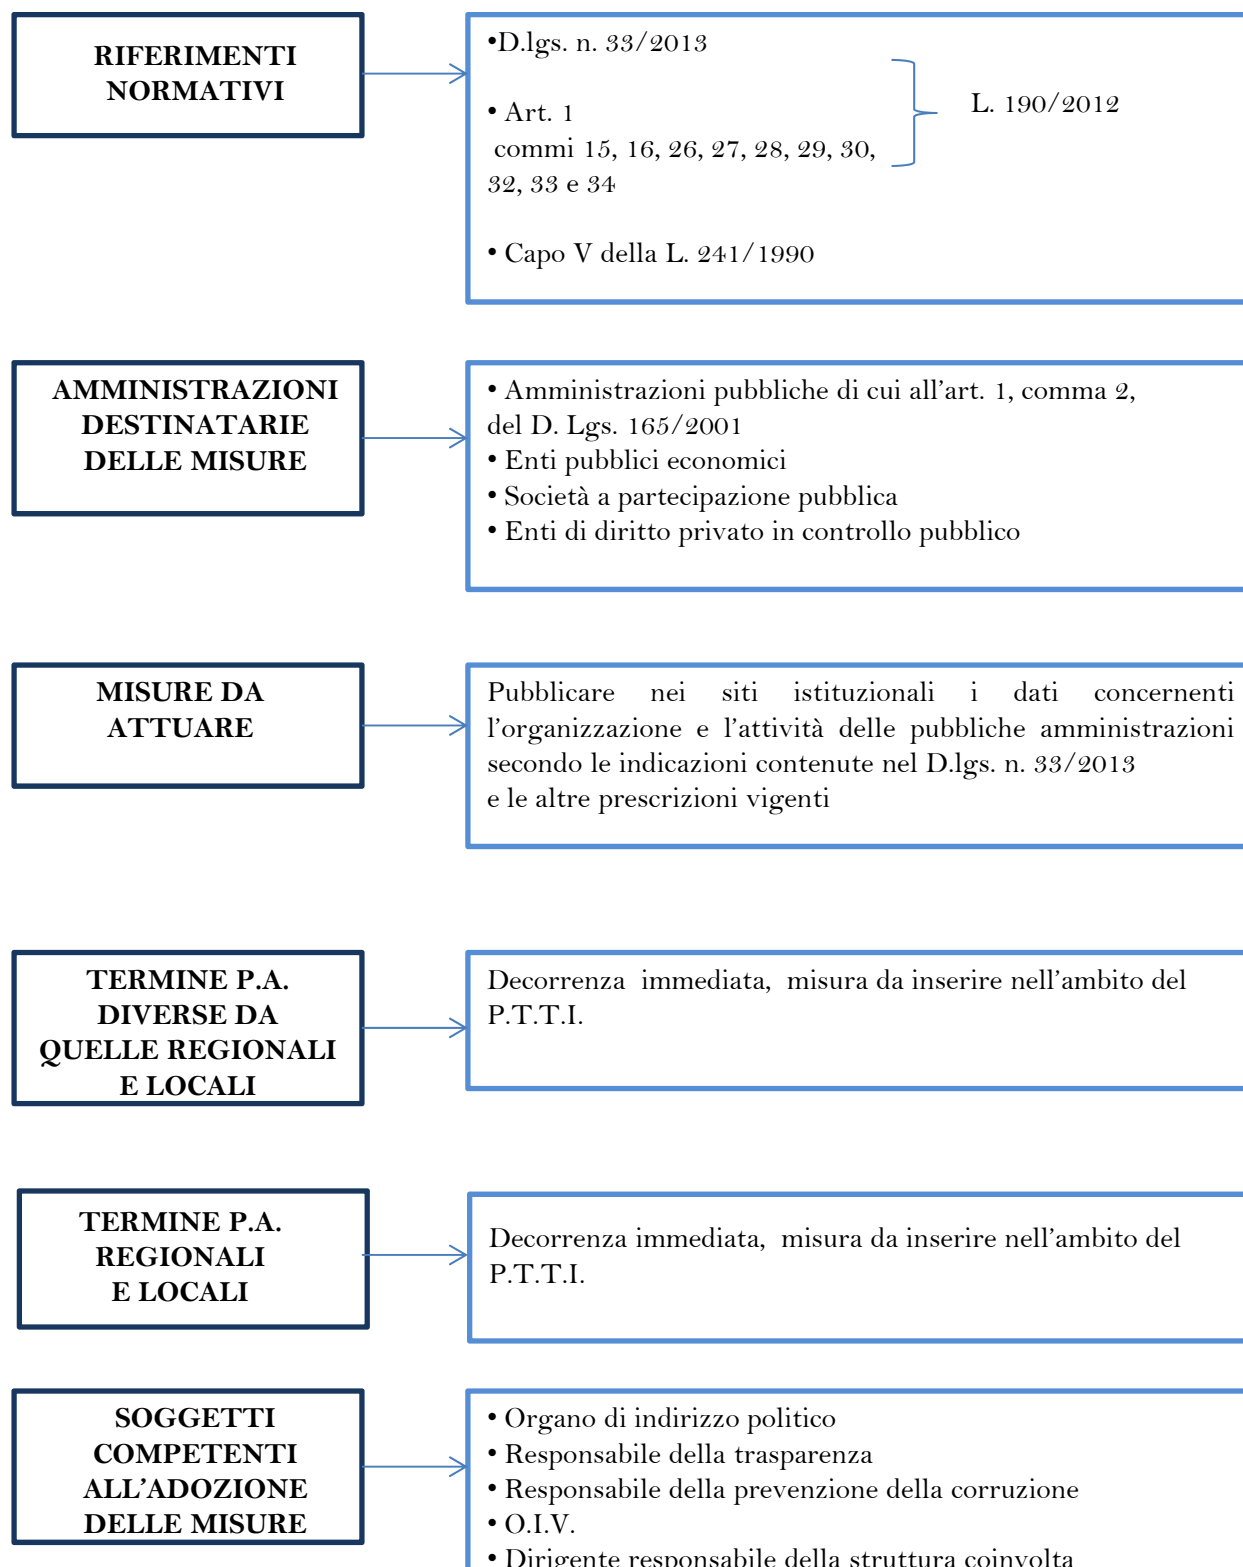 RIFERIMENTI
NORMATIVI
•D.lgs. n. 33/2013
• Art. 1
commi 15, 16, 26, 27, 28, 29, 30,
32, 33 e 34
L. 190/2012
• Capo V della L. 241/1990
AMMINISTRAZIONI
DESTINATARIE
DELLE MISURE
• Amministrazioni pubbliche di cui all'art. 1, comma 2,
del D. Lgs. 165/2001
• Enti pubblici economici
• Società a partecipazione pubblica
• Enti di diritto privato in controllo pubblico
MISURE DA
ATTUARE
Pubblicare nei siti istituzionali i dati concernenti
l'organizzazione e l'attività delle pubbliche amministrazioni
secondo le indicazioni contenute nel D.lgs. n. 33/2013
e le altre prescrizioni vigenti
TERMINE P.A.
DIVERSE DA
QUELLE REGIONALI
E LOCALI
Decorrenza immediata, misura da inserire nell'ambito del
P.T.T.I.
TERMINE P.A.
REGIONALI
E LOCALI
Decorrenza immediata, misura da inserire nell'ambito del
P.T.T.I.
SOGGETTI
COMPETENTI
ALL'ADOZIONE
DELLE MISURE
• Organo di indirizzo politico
• Responsabile della trasparenza
• Responsabile della prevenzione della corruzione
• O.I.V.
• Dirigente responsabile della struttura coinvolta